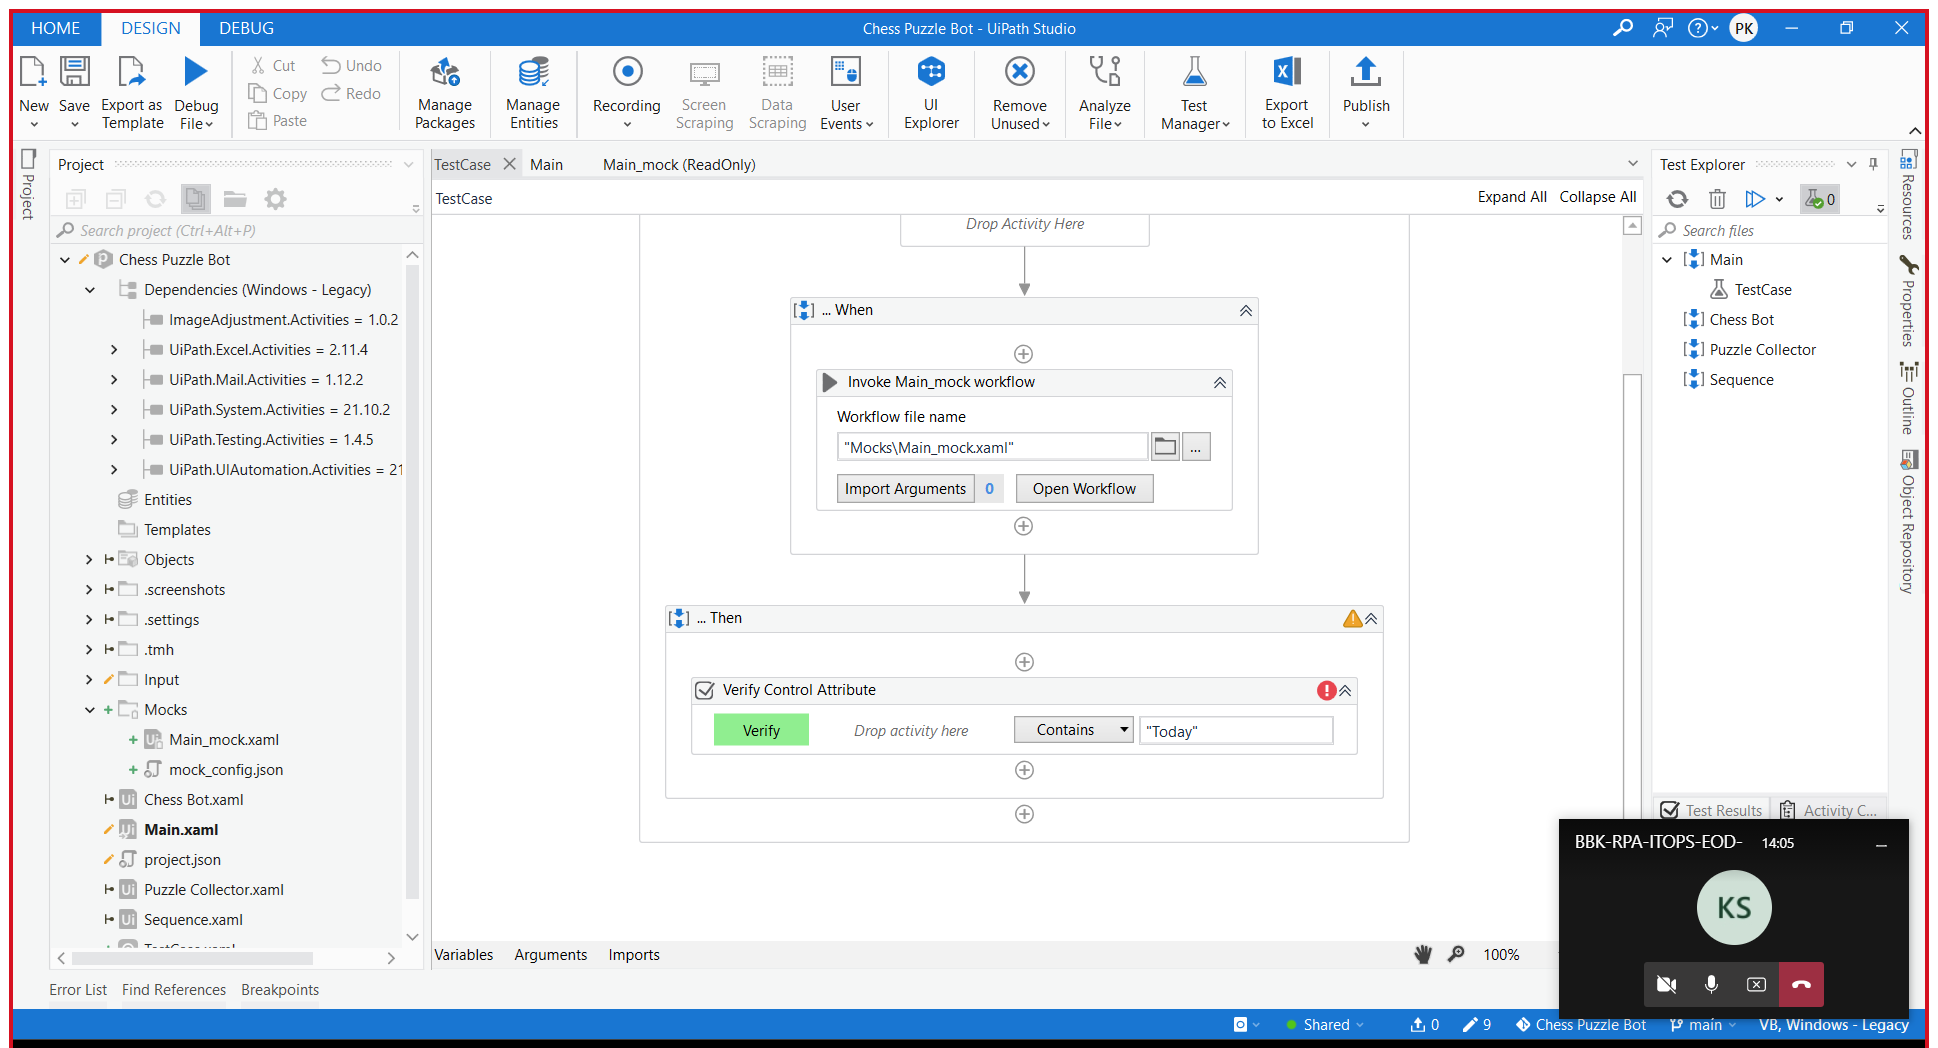 HOME DESIGN DEBUG Chess Puzzle Bot - UiPath Studio PK
New Save Export as Template Debug File Cut Copy Paste Undo Redo Manage Packages Manage Entities Recording Screen Scraping Data Scraping User Events UI Explorer Remove Unused Analyze File Test Manager Export to Excel Publish
Project
Project
Search project (Ctrl+Alt+P)
Chess Puzzle Bot
Dependencies (Windows - Legacy)
ImageAdjustment.Activities = 1.0.2
UiPath.Excel.Activities = 2.11.4
UiPath.Mail.Activities = 1.12.2
UiPath.System.Activities = 21.10.2
UiPath.Testing.Activities = 1.4.5
UiPath.UIAutomation.Activities = 21
Entities
Templates
Objects
.screenshots
.settings
.tmh
Input
Mocks
Main_mock.xaml
mock_config.json
Chess Bot.xaml
Main.xaml
project.json
Puzzle Collector.xaml
Sequence.xaml
TestCase.xaml
TestCase Main Main_mock (ReadOnly)
TestCase Expand All Collapse All
Drop Activity Here
... When
Invoke Main_mock workflow
Workflow file name
"Mocks\Main_mock.xaml" ...
Import Arguments 0 Open Workflow
... Then
Verify Control Attribute
Verify Drop activity here Contains "Today"
Variables Arguments Imports 100%
Test Explorer
0
Search files
Main
TestCase
Chess Bot
Puzzle Collector
Sequence
Test Results Activity C...
Resources
Properties
Outline
Object Repository
BBK-RPA-ITOPS-EOD- 14:05
KS
Error List Find References Breakpoints
Shared 0 9 Chess Puzzle Bot main VB, Windows - Legacy